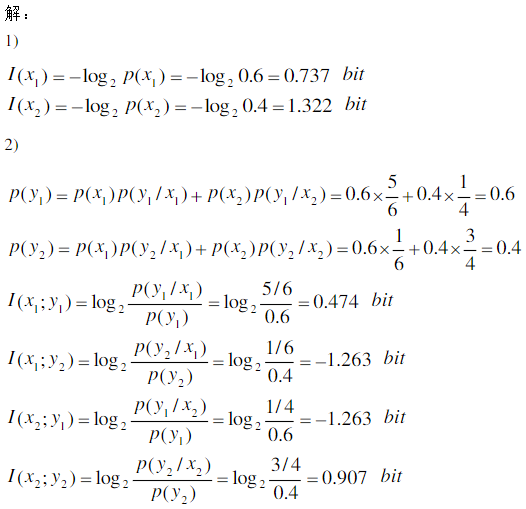 解：
1)
I(x₁) = −log₂ p(x₁) = −log₂ 0.6 = 0.737 bit
I(x₂) = −log₂ p(x₂) = −log₂ 0.4 = 1.322 bit
2)
p(y₁) = p(x₁)p(y₁/x₁) + p(x₂)p(y₁/x₂) = 0.6×5/6 + 0.4×1/4 = 0.6
p(y₂) = p(x₁)p(y₂/x₁) + p(x₂)p(y₂/x₂) = 0.6×1/6 + 0.4×3/4 = 0.4
I(x₁; y₁) = log₂ p(y₁/x₁)/p(y₁) = log₂ (5/6)/0.6 = 0.474 bit
I(x₁; y₂) = log₂ p(y₂/x₁)/p(y₂) = log₂ (1/6)/0.4 = −1.263 bit
I(x₂; y₁) = log₂ p(y₁/x₂)/p(y₁) = log₂ (1/4)/0.6 = −1.263 bit
I(x₂; y₂) = log₂ p(y₂/x₂)/p(y₂) = log₂ (3/4)/0.4 = 0.907 bit